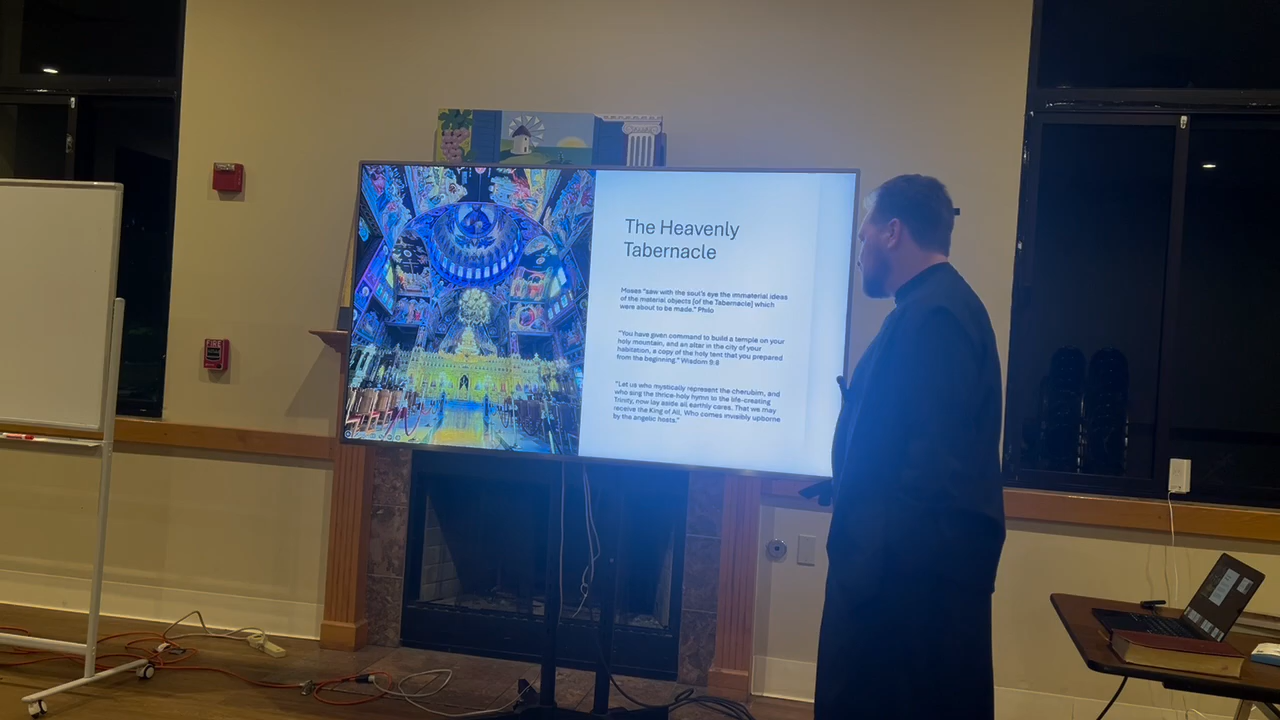 FIRE
The Heavenly
Tabernacle
Moses "saw with the soul's eye the immaterial ideas
of the material objects [of the Tabernacle] which
were about to be made." Philo
"You have given command to build a temple on your
holy mountain, and an altar in the city of your
habitation, a copy of the holy tent that you prepared
from the beginning." Wisdom 9:8
"Let us who mystically represent the cherubim, and
who sing the thrice-holy hymn to the life-creating
Trinity, now lay aside all earthly cares. That we may
receive the King of All, Who comes invisibly upborne
by the angelic hosts."